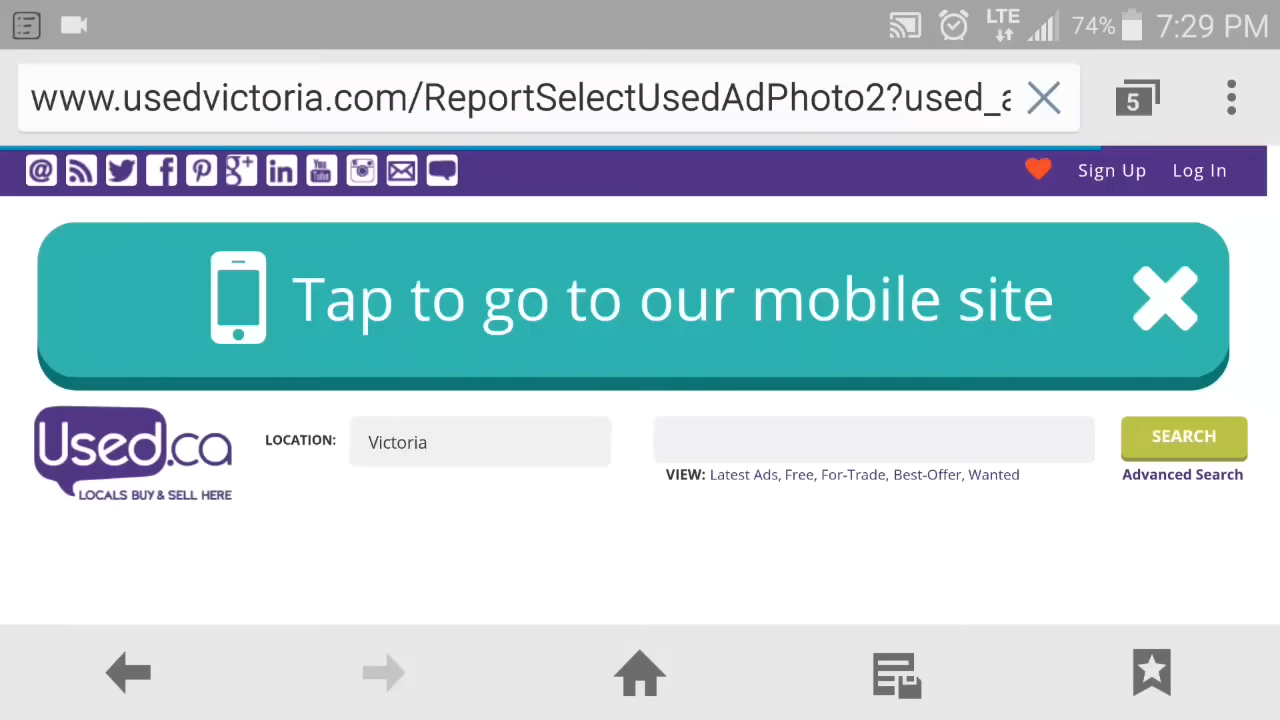 LTE 74% 7:29 PM
www.usedvictoria.com/ReportSelectUsedAdPhoto2?used_a
5
Sign Up Log In
Tap to go to our mobile site
Used.ca
LOCALS BUY & SELL HERE
LOCATION: Victoria
SEARCH
VIEW: Latest Ads, Free, For-Trade, Best-Offer, Wanted
Advanced Search